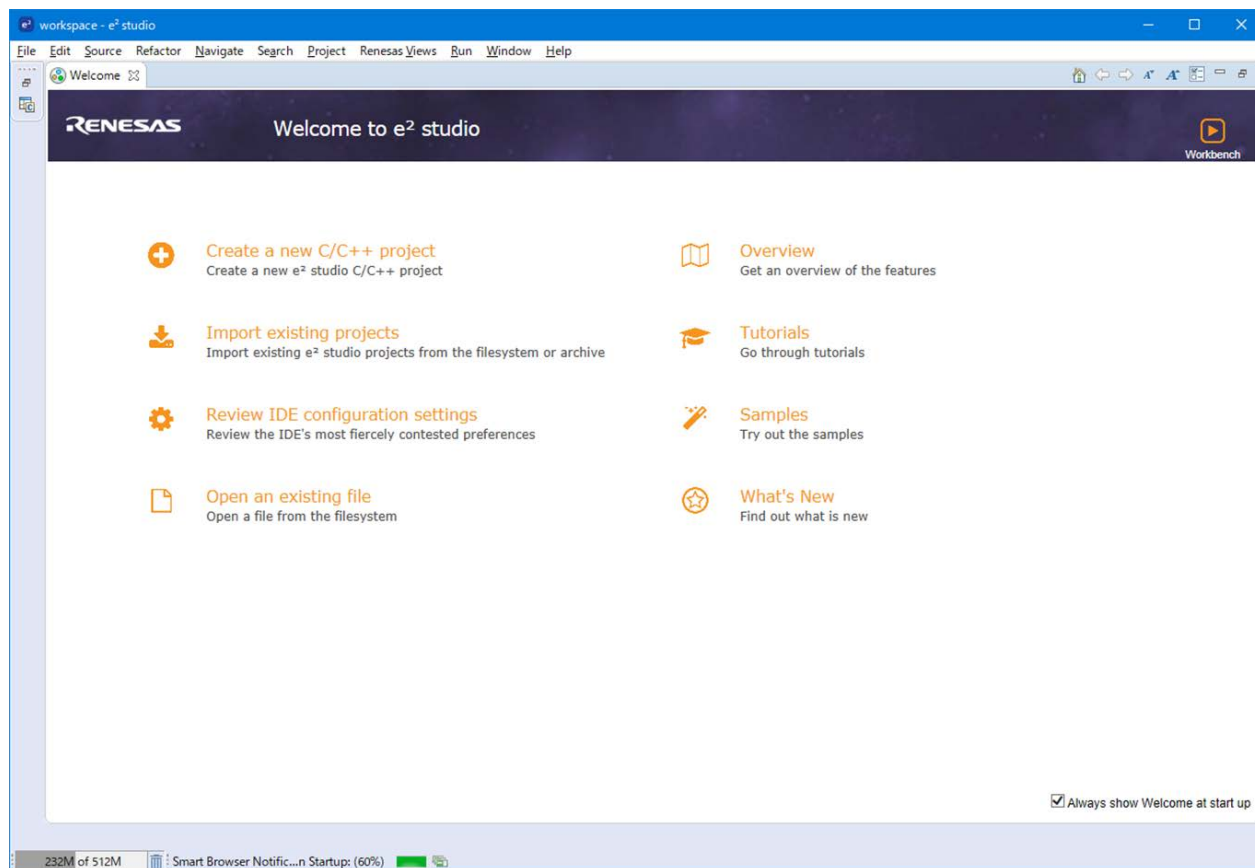 workspace - e² studio
File Edit Source Refactor Navigate Search Project Renesas Views Run Window Help
Welcome
RENESAS
Welcome to e² studio
Workbench
Create a new C/C++ project
Create a new e² studio C/C++ project
Import existing projects
Import existing e² studio projects from the filesystem or archive
Review IDE configuration settings
Review the IDE's most fiercely contested preferences
Open an existing file
Open a file from the filesystem
Overview
Get an overview of the features
Tutorials
Go through tutorials
Samples
Try out the samples
What's New
Find out what is new
Always show Welcome at start up
232M of 512M Smart Browser Notific...n Startup: (60%)